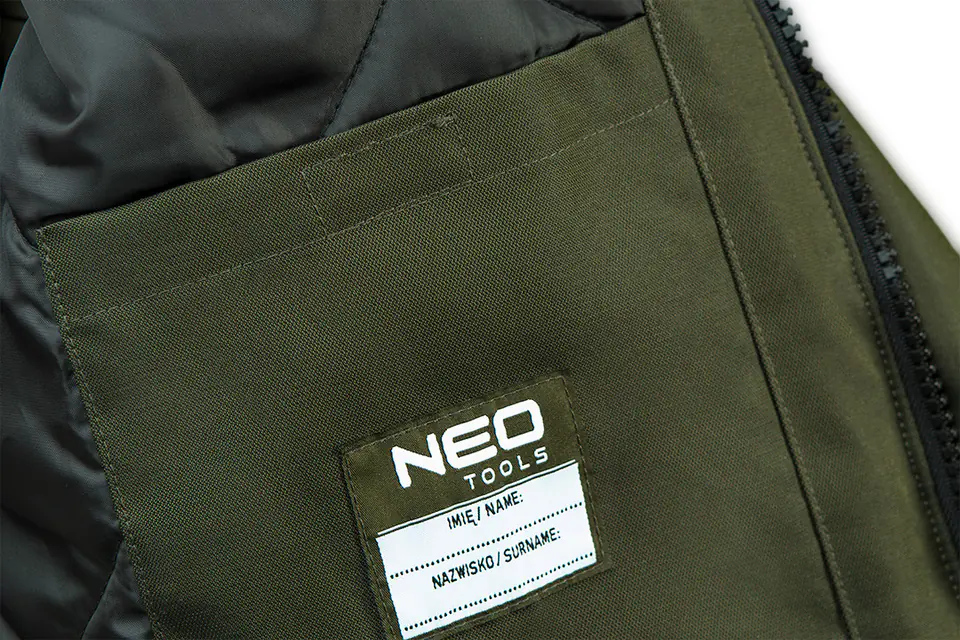 NEO
TOOLS
IMIĘ / NAME:
NAZWISKO / SURNAME: